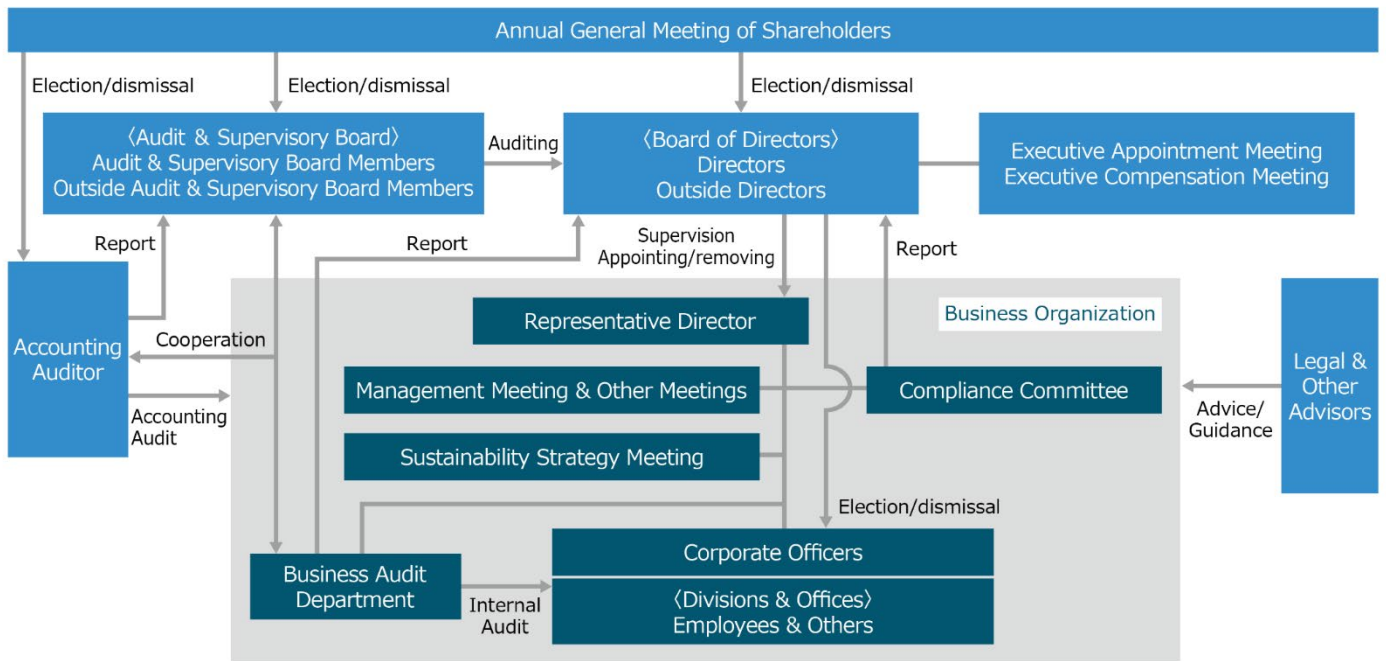 Annual General Meeting of Shareholders
Election/dismissal
Election/dismissal
Election/dismissal
〈Audit & Supervisory Board〉
Audit & Supervisory Board Members
Outside Audit & Supervisory Board Members
Auditing
〈Board of Directors〉
Directors
Outside Directors
Executive Appointment Meeting
Executive Compensation Meeting
Report
Report
Supervision
Appointing/removing
Report
Accounting
Auditor
Cooperation
Accounting
Audit
Business Organization
Representative Director
Management Meeting & Other Meetings
Compliance Committee
Sustainability Strategy Meeting
Advice/
Guidance
Legal &
Other
Advisors
Election/dismissal
Business Audit
Department
Internal
Audit
Corporate Officers
〈Divisions & Offices〉
Employees & Others